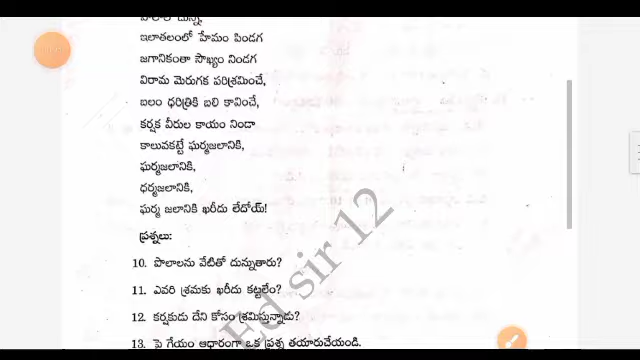 ఇలాతలంలో హేమం పిండగ
జగానికంతా సౌఖ్యం నిండగ
విరామ మెరుగక పరిశ్రమించే,
బలం ధరిత్రికి బలి కావించే,
కర్షక వీరుల కాయం నిండా
కాలువకట్టే ఘర్మజలానికి,
ఘర్మజలానికి,
ధర్మజలానికి,
ఘర్మ జలానికి ఖరీదు లేదోయ్!
ప్రశ్నలు:
10. పొలాలను వేటితో దున్నుతారు?
11. ఎవరి శ్రమకు ఖరీదు కట్టలేం?
12. కర్షకుడు దేని కోసం శ్రమిస్తున్నాడు?
13. పై గేయం ఆధారంగా ఒక ప్రశ్న తయారుచేయండి.
Ed sir 12